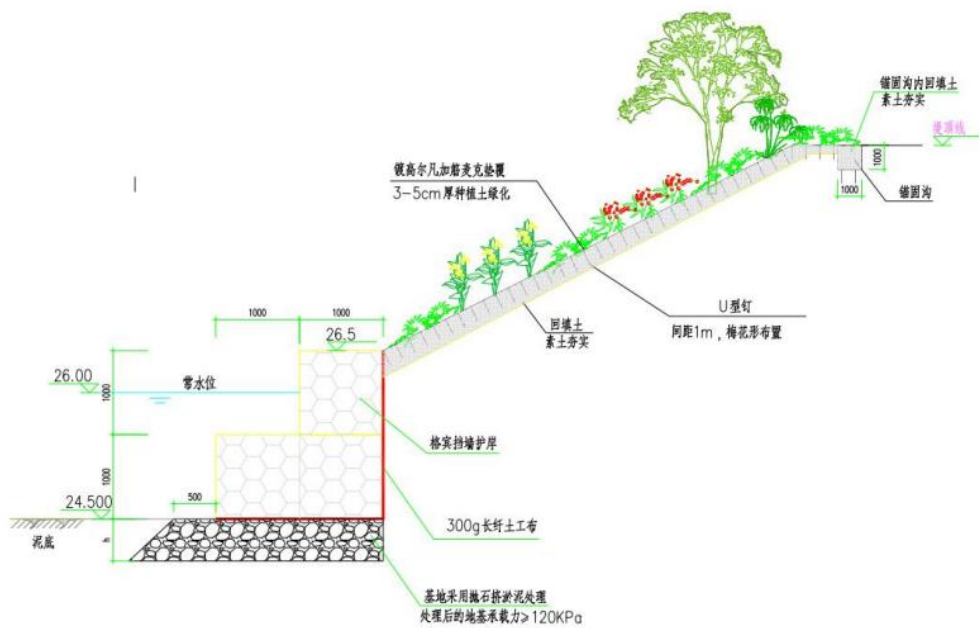 锚固沟内回填土
素土夯实
堤顶线
1000
1000
锚固沟
镀高尔凡加筋麦克垫覆
3-5cm厚种植土绿化
U型钉
间距1m，梅花形布置
回填土
素土夯实
1000
1000
26.5
26.00
常水位
1000
格宾挡墙护岸
1000
500
24.500
泥底
300g长纤土工布
基地采用抛石挤淤泥处理
处理后的地基承载力≥120KPa